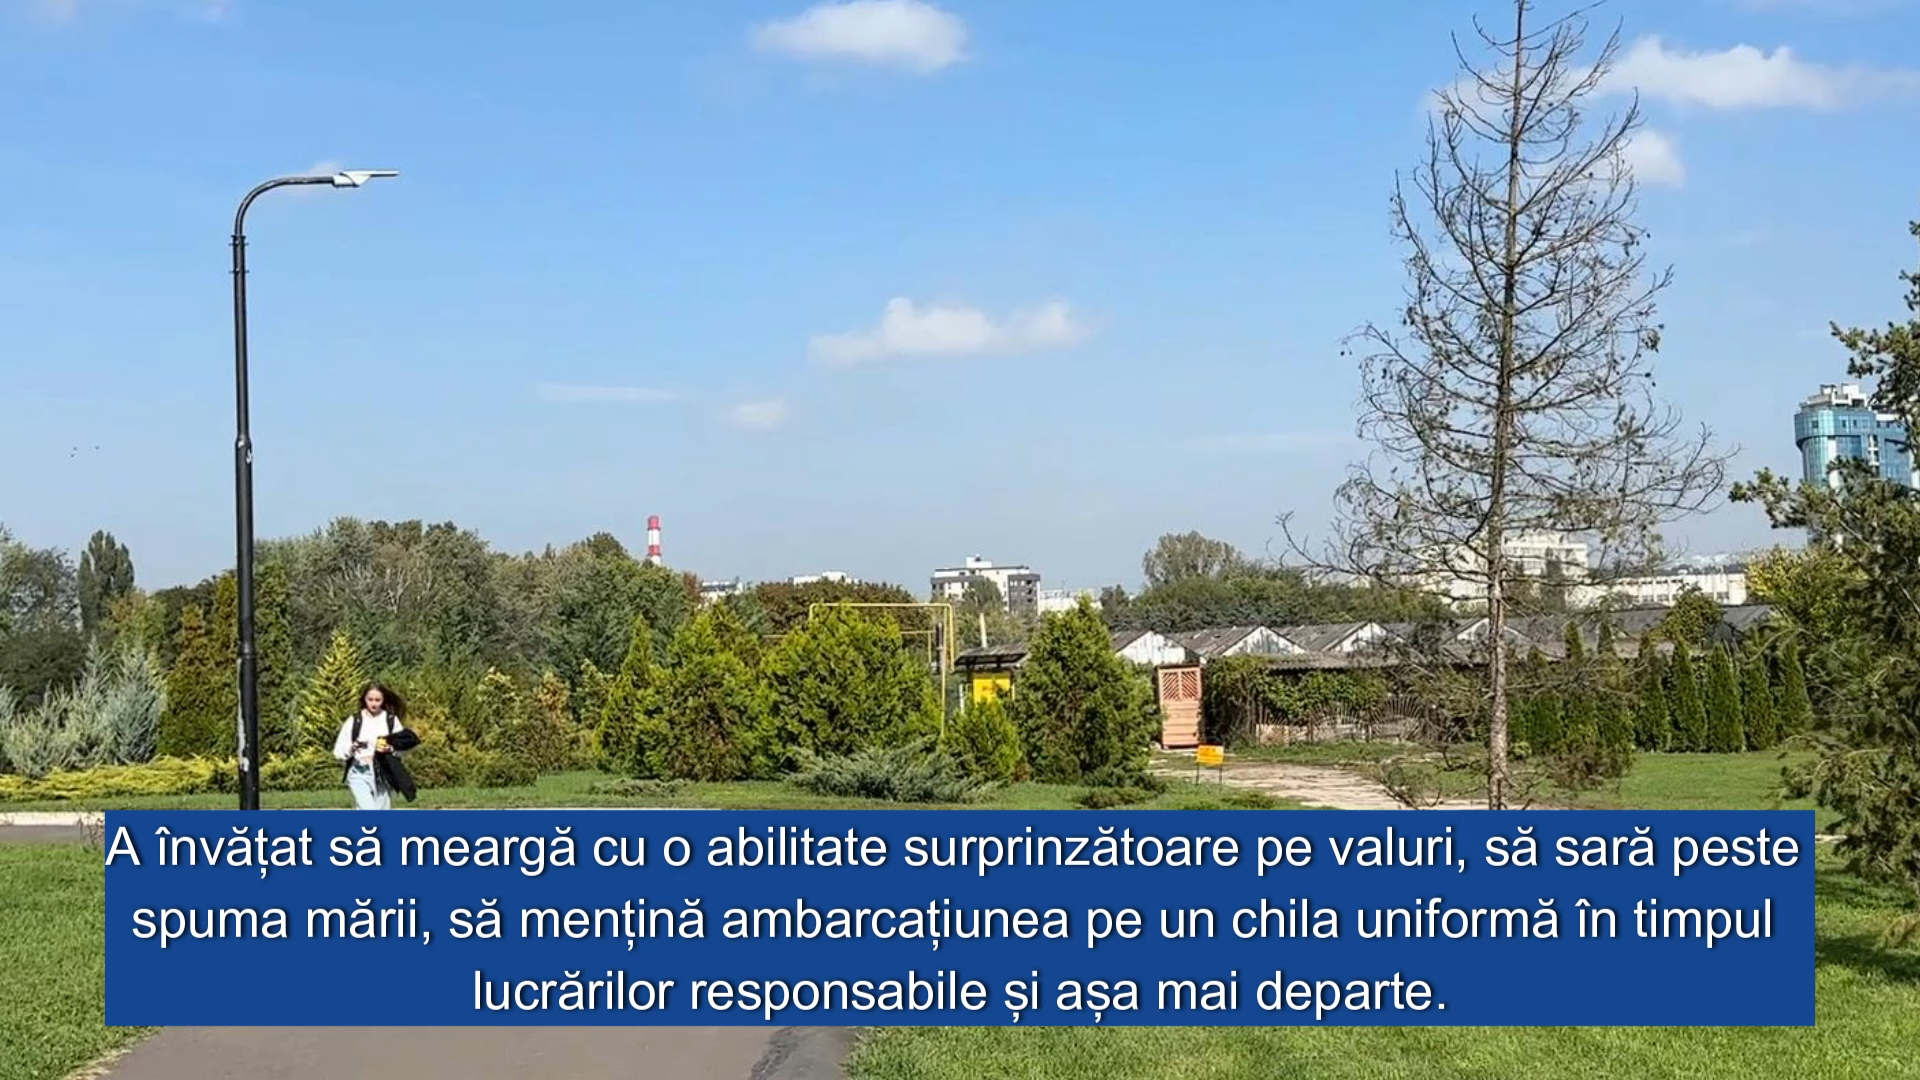 A învățat să meargă cu o abilitate surprinzătoare pe valuri, să sară peste
spuma mării, să mențină ambarcațiunea pe un chila uniformă în timpul
lucrărilor responsabile și așa mai departe.